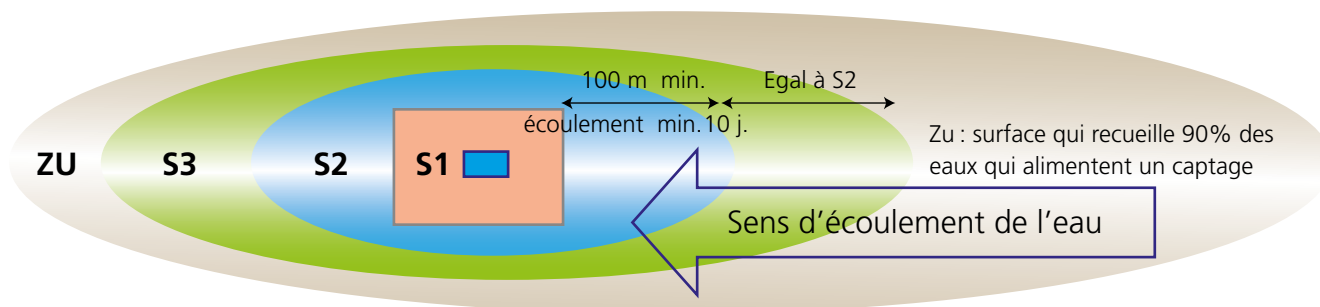 100 m min.
Egal à S2
écoulement min.10 j.
Zu : surface qui recueille 90% des
eaux qui alimentent un captage
ZU
S3
S2
S1
Sens d’écoulement de l’eau